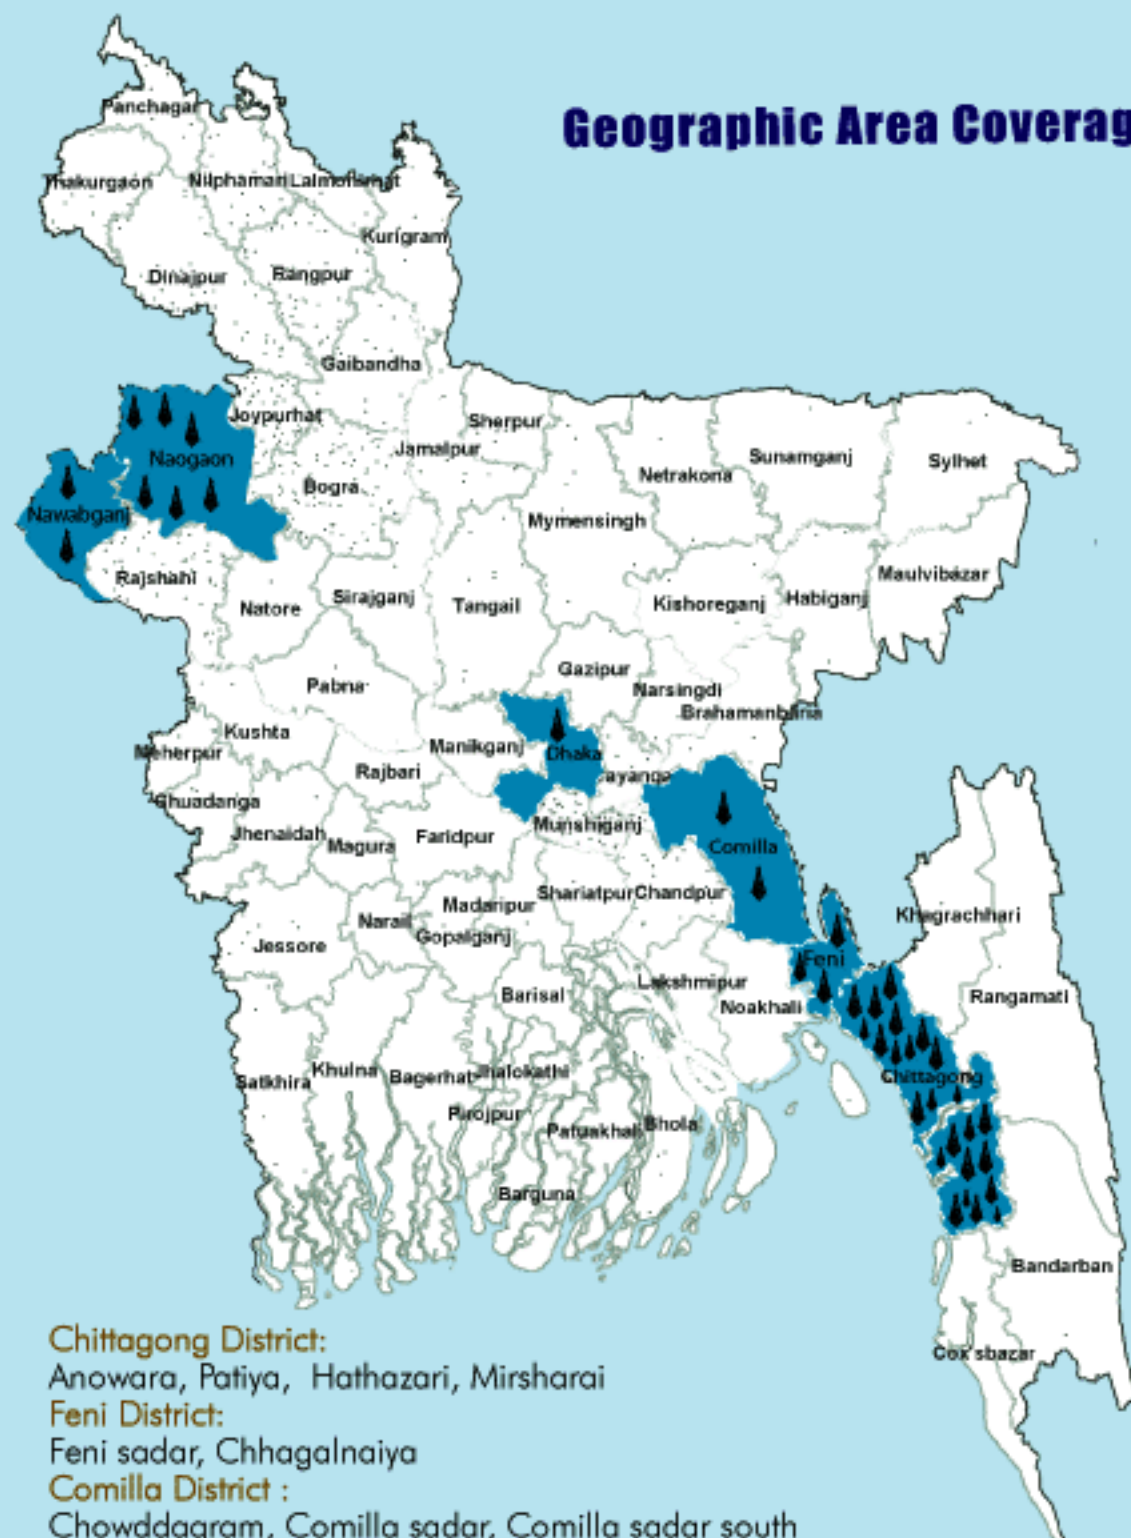 Geographic Area Coverag
Panchagar
Thakurgaon
Nilphamari
Lalmonirhat
Kurigram
Dinajpur
Rangpur
Gaibandha
Joypurhat
Sherpur
Jamalpur
Naogaon
Bogra
Netrakona
Sunamganj
Sylhet
Nawabganj
Mymensingh
Rajshahi
Natore
Sirajganj
Tangail
Kishoreganj
Habiganj
Maulvibazar
Gazipur
Pabna
Narsingdi
Brahamanbaria
Kushta
Meherpur
Manikganj
Dhaka
Rajbari
ayanga
Chuadanga
Jhenaidah
Magura
Faridpur
Munshiganj
Comilla
Shariatpur
Chandpur
Madaripur
Narail
Gopalganj
Jessore
Khagrachhari
Feni
Lakshmipur
Noakhali
Barisal
Rangamati
Satkhira
Khulna
Bagerhat
Jhalokathi
Chittagong
Pirojpur
Patuakhali
Bhola
Barguna
Bandarban
Cox'sbazar
Chittagong District:
Anowara, Patiya, Hathazari, Mirsharai
Feni District:
Feni sadar, Chhagalnaiya
Comilla District :
Chowddagram, Comilla sadar, Comilla sadar south